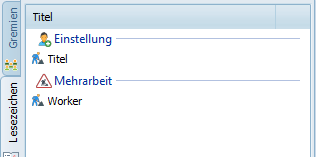 Titel
Einstellung
Titel
Mehrarbeit
Worker
Gremien
Lesezeichen